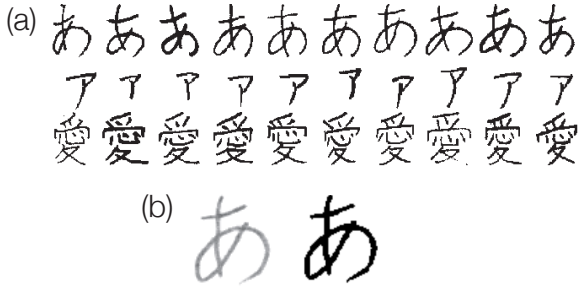 (a) あ あ あ あ あ あ あ あ あ あ
ア ア ア ア ア ア ア ア ア ア
愛 愛 愛 愛 愛 愛 愛 愛 愛 愛
(b) あ あ